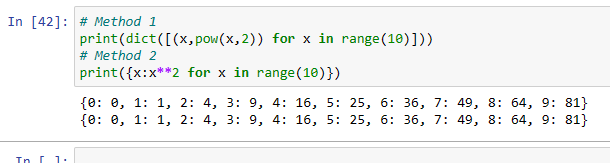 In [42]: # Method 1
print(dict([(x,pow(x,2)) for x in range(10)]))
# Method 2
print({x:x**2 for x in range(10)})
{0: 0, 1: 1, 2: 4, 3: 9, 4: 16, 5: 25, 6: 36, 7: 49, 8: 64, 9: 81}
{0: 0, 1: 1, 2: 4, 3: 9, 4: 16, 5: 25, 6: 36, 7: 49, 8: 64, 9: 81}
In [ ]: